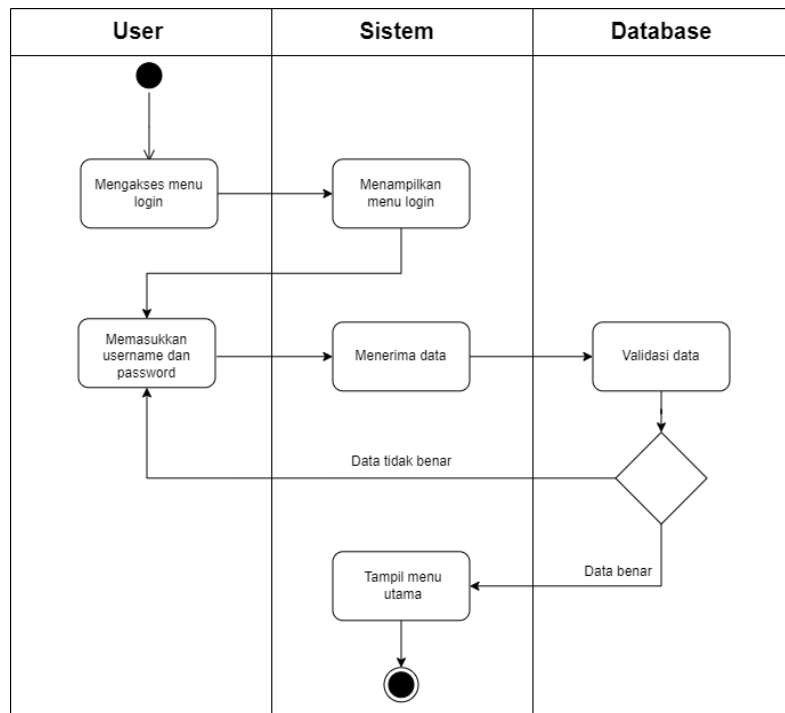 User
Sistem
Database
Mengakses menu
login
Menampilkan
menu login
Memasukkan
username dan
password
Menerima data
Validasi data
Data tidak benar
Data benar
Tampil menu
utama